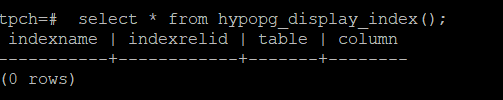 tpch=#  select * from hypopg_display_index();
 indexname | indexrelid | table | column
-----------+------------+-------+--------
(0 rows)